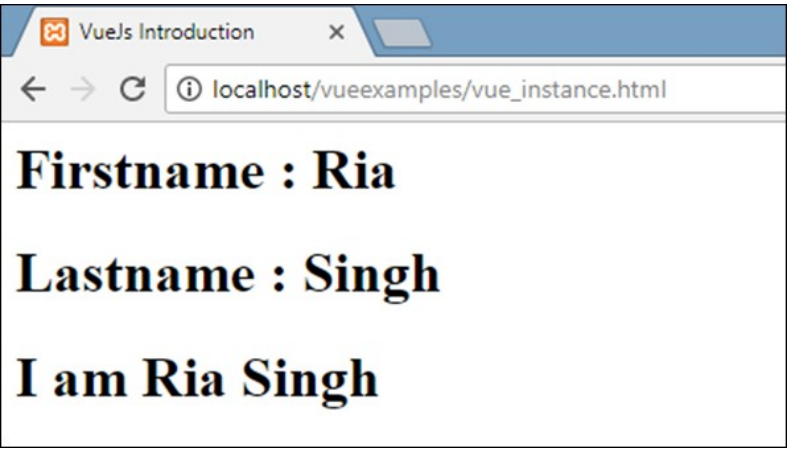 VueJs Introduction
localhost/vueexamples/vue_instance.html
Firstname : Ria
Lastname : Singh
I am Ria Singh